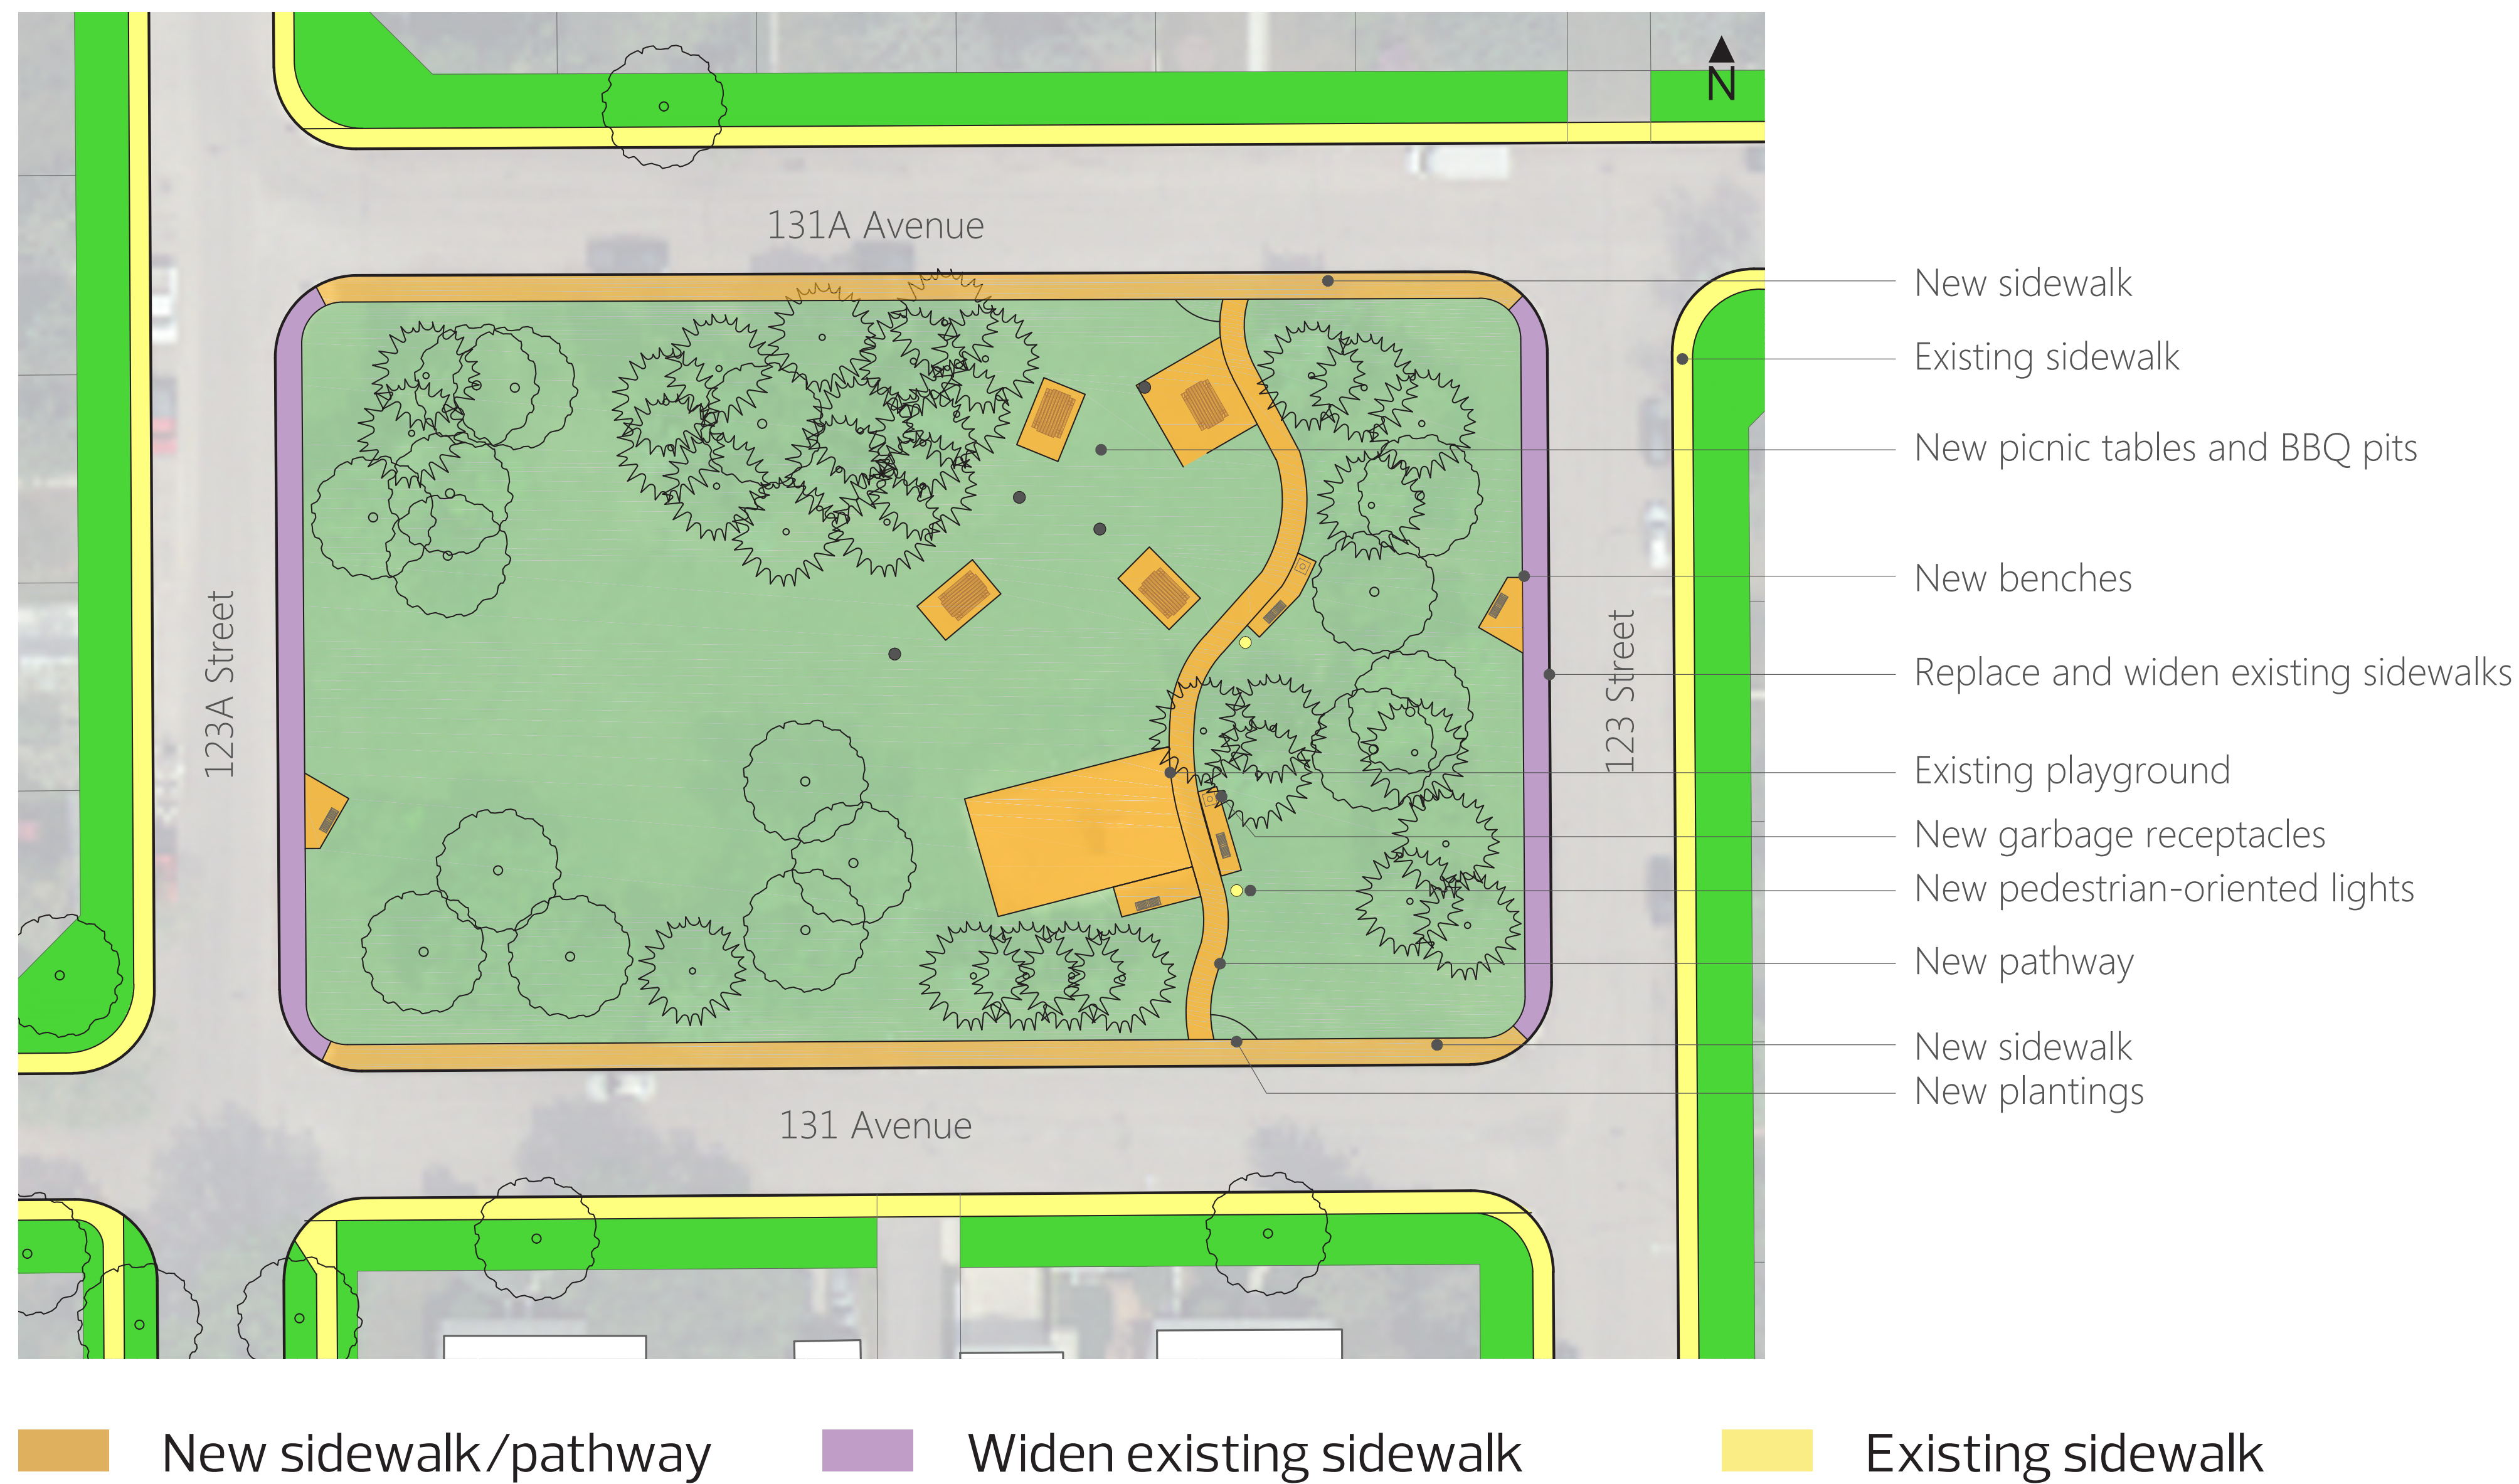 N
131A Avenue
New sidewalk
Existing sidewalk
New picnic tables and BBQ pits
New benches
123A Street
123 Street
Replace and widen existing sidewalks
Existing playground
New garbage receptacles
New pedestrian-oriented lights
New pathway
New sidewalk
New plantings
131 Avenue
New sidewalk/pathway
Widen existing sidewalk
Existing sidewalk